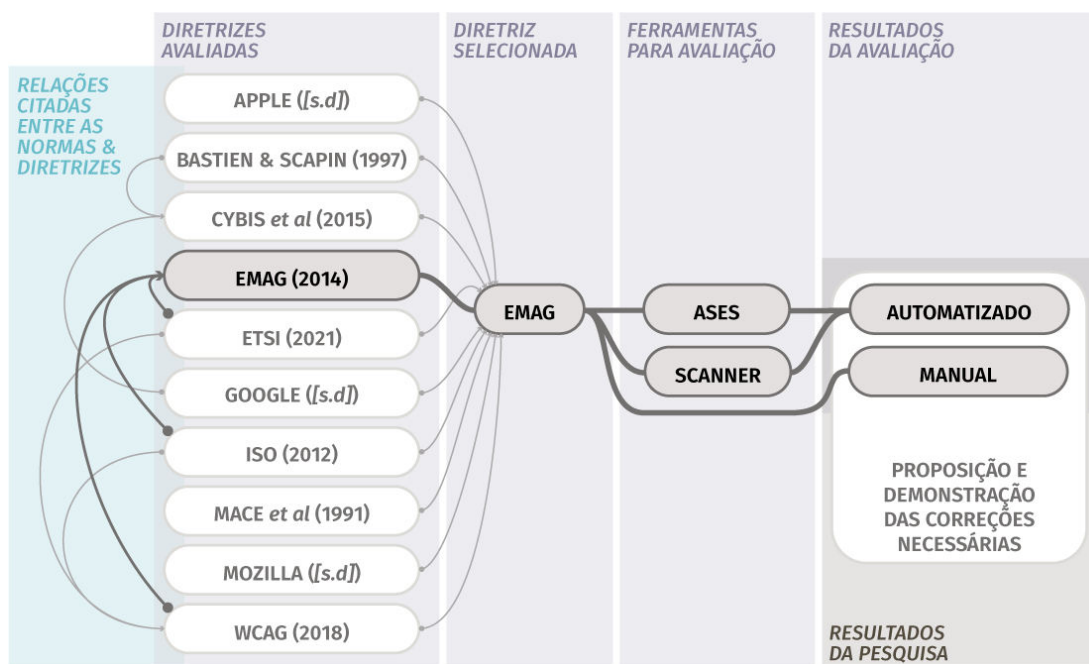 RELAÇÕES
CITADAS
ENTRE AS
NORMAS &
DIRETRIZES
DIRETRIZES
AVALIADAS
APPLE ([s.d])
BASTIEN & SCAPIN (1997)
CYBIS et al (2015)
EMAG (2014)
ETSI (2021)
GOOGLE ([s.d])
ISO (2012)
MACE et al (1991)
MOZILLA ([s.d])
WCAG (2018)
DIRETRIZ
SELECIONADA
EMAG
FERRAMENTAS
PARA AVALIAÇÃO
ASES
SCANNER
RESULTADOS
DA AVALIAÇÃO
AUTOMATIZADO
MANUAL
PROPOSIÇÃO E
DEMONSTRAÇÃO
DAS CORREÇÕES
NECESSÁRIAS
RESULTADOS
DA PESQUISA